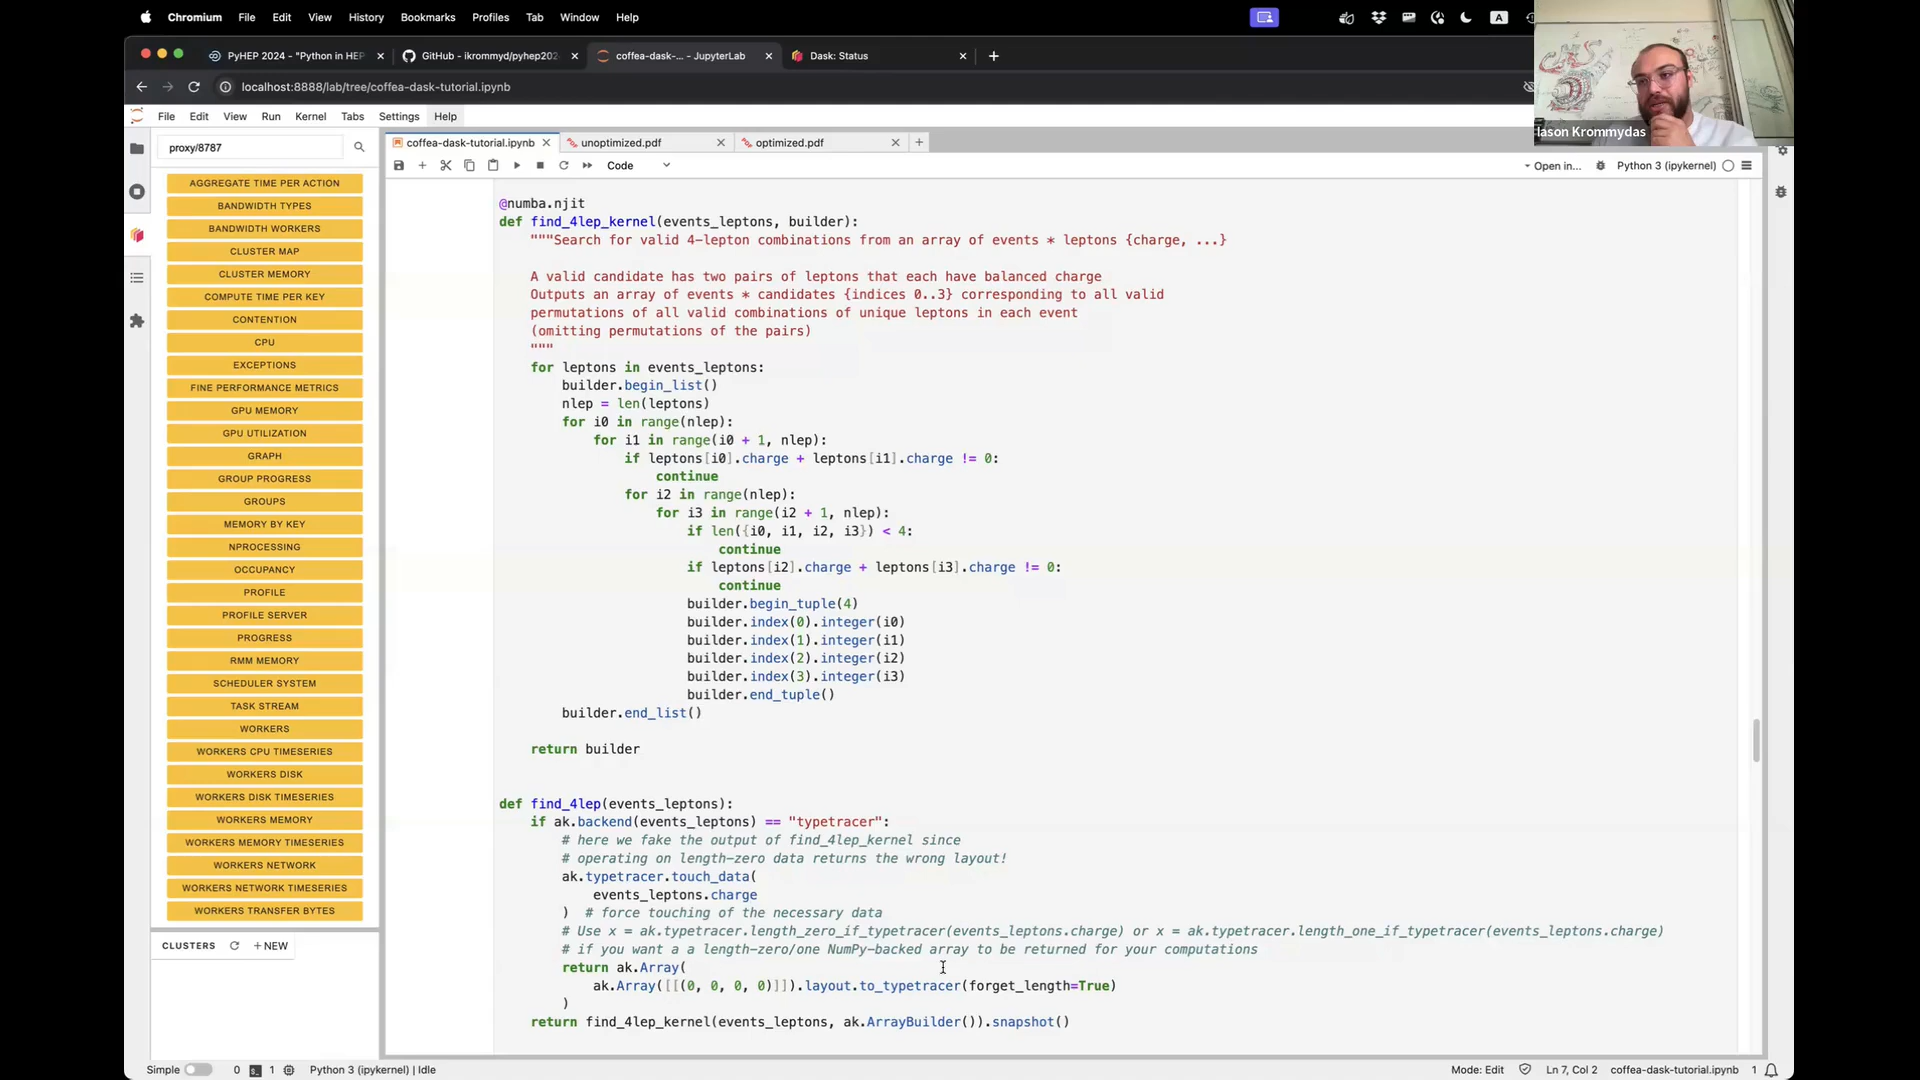 Chromium File Edit View History Bookmarks Profiles Tab Window Help
A
PyHEP 2024 - "Python in HEP
GitHub - ikrommyd/pyhep202
coffea-dask-... - JupyterLab
Dask: Status
localhost:8888/lab/tree/coffea-dask-tutorial.ipynb
Iason Krommydas
File Edit View Run Kernel Tabs Settings Help
proxy/8787
coffea-dask-tutorial.ipynb
unoptimized.pdf
optimized.pdf
Code
Open in...
Python 3 (ipykernel)
AGGREGATE TIME PER ACTION
BANDWIDTH TYPES
BANDWIDTH WORKERS
CLUSTER MAP
CLUSTER MEMORY
COMPUTE TIME PER KEY
CONTENTION
CPU
EXCEPTIONS
FINE PERFORMANCE METRICS
GPU MEMORY
GPU UTILIZATION
GRAPH
GROUP PROGRESS
GROUPS
MEMORY BY KEY
NPROCESSING
OCCUPANCY
PROFILE
PROFILE SERVER
PROGRESS
RMM MEMORY
SCHEDULER SYSTEM
TASK STREAM
WORKERS
WORKERS CPU TIMESERIES
WORKERS DISK
WORKERS DISK TIMESERIES
WORKERS MEMORY
WORKERS MEMORY TIMESERIES
WORKERS NETWORK
WORKERS NETWORK TIMESERIES
WORKERS TRANSFER BYTES
CLUSTERS
+ NEW
@numba.njit
def find_4lep_kernel(events_leptons, builder):
    """Search for valid 4-lepton combinations from an array of events * leptons {charge, ...}

    A valid candidate has two pairs of leptons that each have balanced charge
    Outputs an array of events * candidates {indices 0..3} corresponding to all valid
    permutations of all valid combinations of unique leptons in each event
    (omitting permutations of the pairs)
    """
    for leptons in events_leptons:
        builder.begin_list()
        nlep = len(leptons)
        for i0 in range(nlep):
            for i1 in range(i0 + 1, nlep):
                if leptons[i0].charge + leptons[i1].charge != 0:
                    continue
                for i2 in range(nlep):
                    for i3 in range(i2 + 1, nlep):
                        if len({i0, i1, i2, i3}) < 4:
                            continue
                        if leptons[i2].charge + leptons[i3].charge != 0:
                            continue
                        builder.begin_tuple(4)
                        builder.index(0).integer(i0)
                        builder.index(1).integer(i1)
                        builder.index(2).integer(i2)
                        builder.index(3).integer(i3)
                        builder.end_tuple()
        builder.end_list()

    return builder


def find_4lep(events_leptons):
    if ak.backend(events_leptons) == "typetracer":
        # here we fake the output of find_4lep_kernel since
        # operating on length-zero data returns the wrong layout!
        ak.typetracer.touch_data(
            events_leptons.charge
        )  # force touching of the necessary data
        # Use x = ak.typetracer.length_zero_if_typetracer(events_leptons.charge) or x = ak.typetracer.length_one_if_typetracer(events_leptons.charge)
        # if you want a a length-zero/one NumPy-backed array to be returned for your computations
        return ak.Array(
            ak.Array([[(0, 0, 0, 0)]]).layout.to_typetracer(forget_length=True)
        )
    return find_4lep_kernel(events_leptons, ak.ArrayBuilder()).snapshot()
Simple 0 1 Python 3 (ipykernel) | Idle
Mode: Edit Ln 7, Col 2 coffea-dask-tutorial.ipynb 1